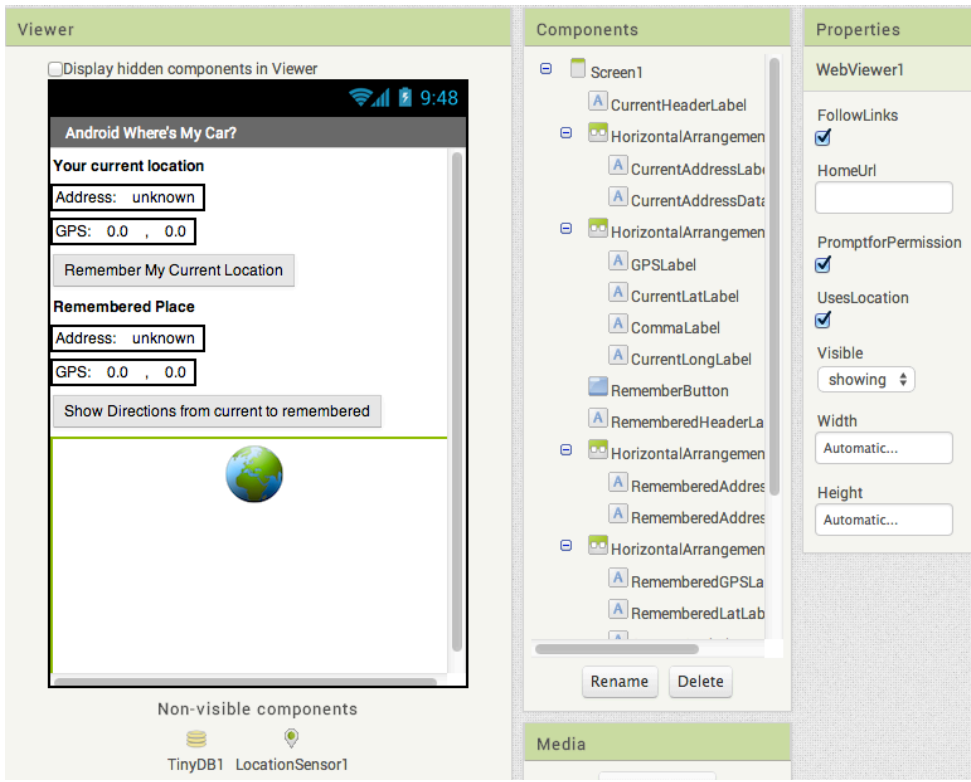 Viewer
Display hidden components in Viewer
9:48
Android Where's My Car?
Your current location
Address: unknown
GPS: 0.0 , 0.0
Remember My Current Location
Remembered Place
Address: unknown
GPS: 0.0 , 0.0
Show Directions from current to remembered
Non-visible components
TinyDB1 LocationSensor1
Components
Screen1
A CurrentHeaderLabel
HorizontalArrangemen
A CurrentAddressLabe
A CurrentAddressData
HorizontalArrangemen
A GPSLabel
A CurrentLatLabel
A CommaLabel
A CurrentLongLabel
RememberButton
A RememberedHeaderLa
HorizontalArrangemen
A RememberedAddres
A RememberedAddres
HorizontalArrangemen
A RememberedGPSLa
A RememberedLatLab
Rename Delete
Media
Properties
WebViewer1
FollowLinks
HomeUrl
PromptforPermission
UsesLocation
Visible
showing
Width
Automatic...
Height
Automatic...